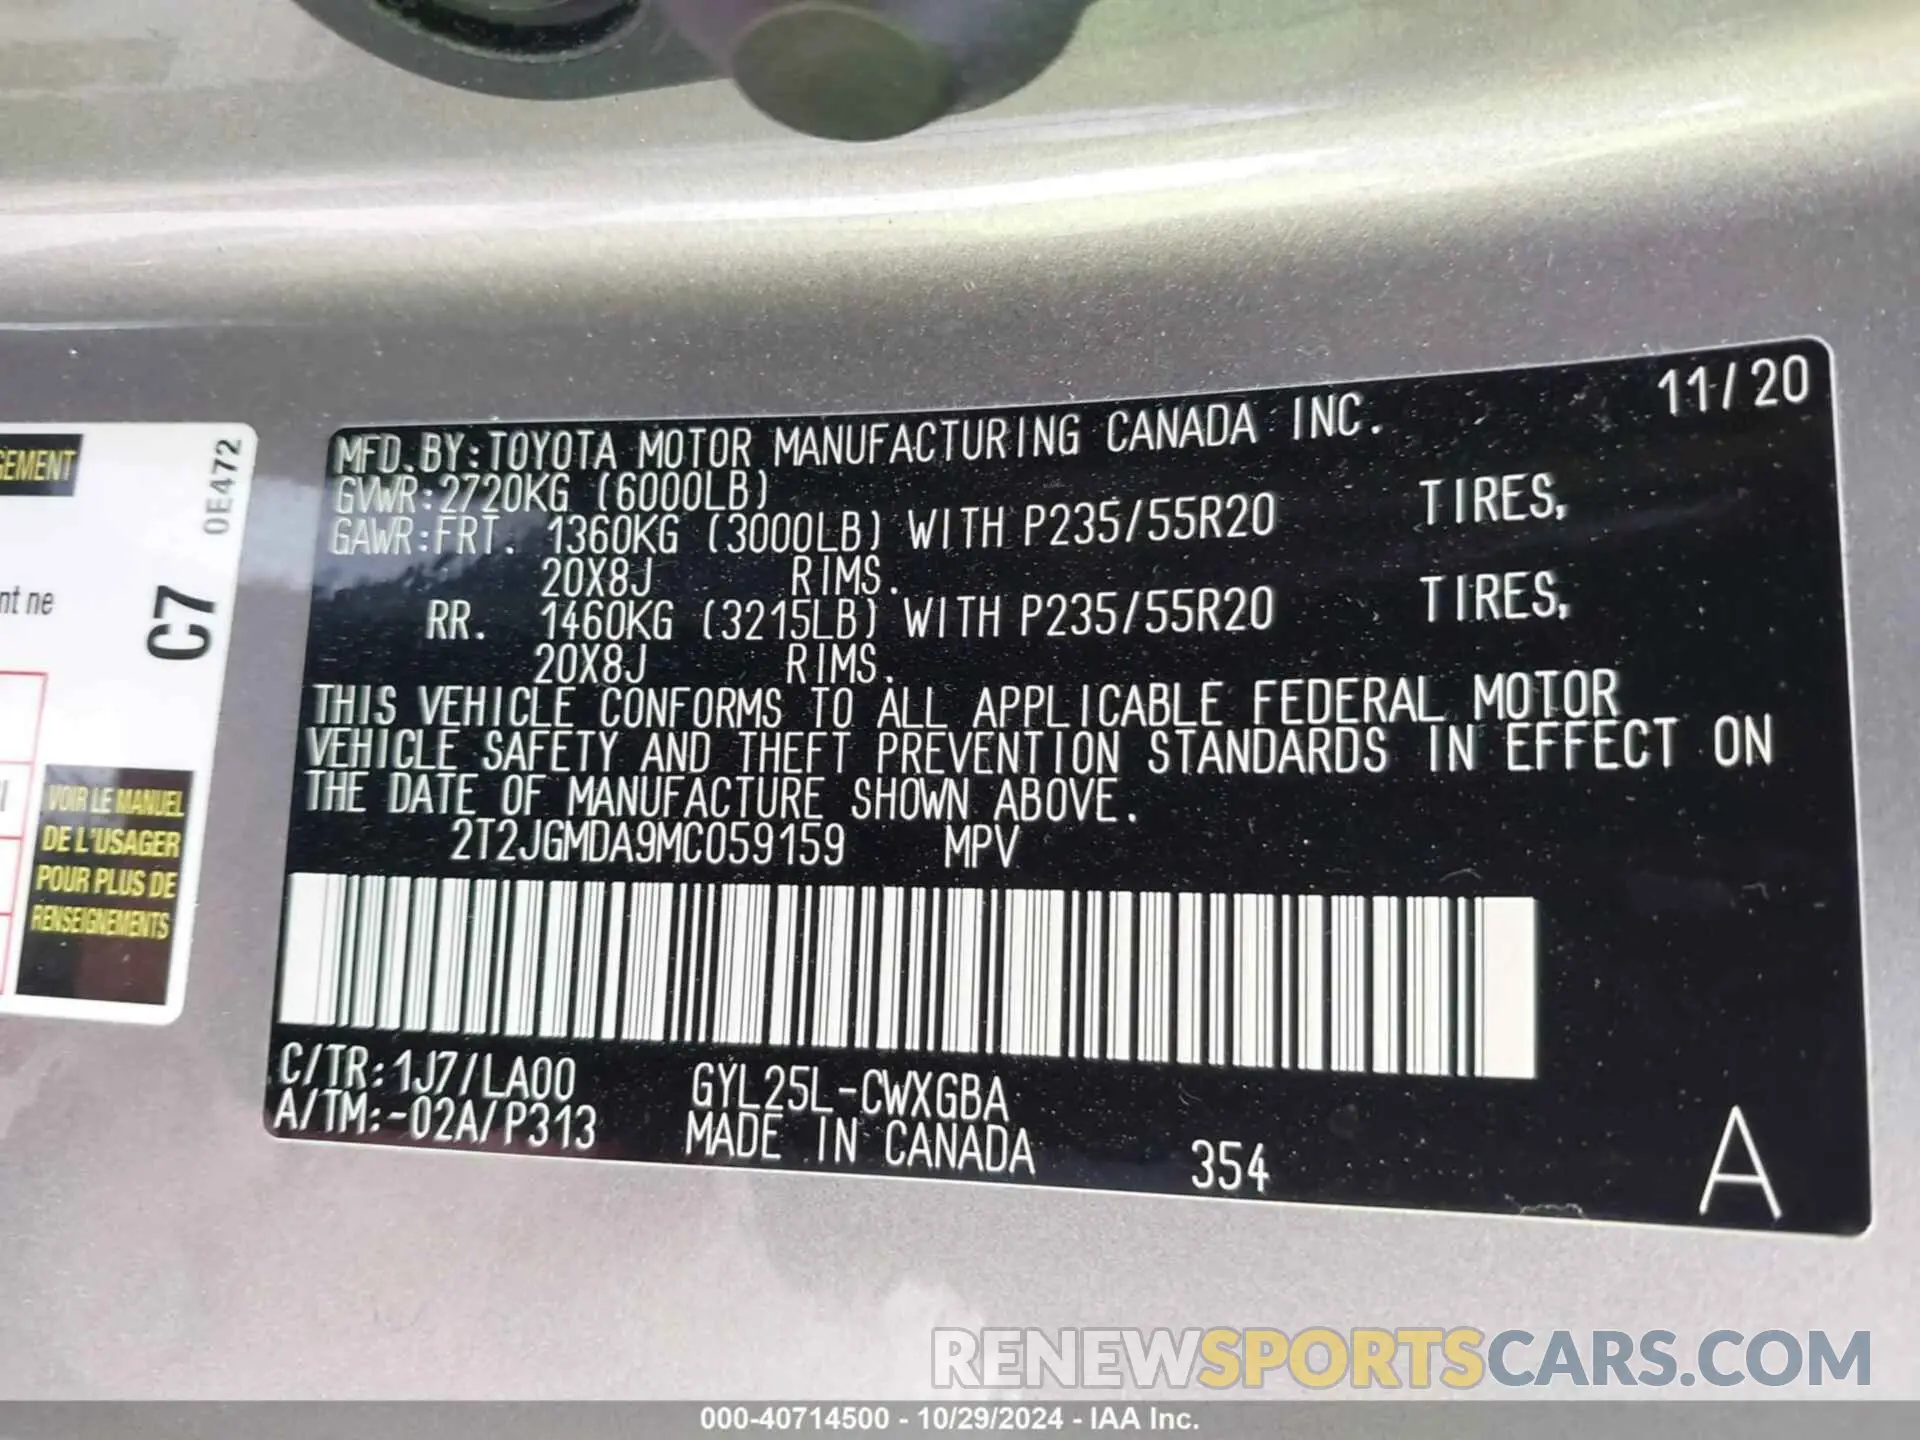 GEMENT
0E472
C7
nt ne
VOIR LE MANUEL
DE L'USAGER
POUR PLUS DE
RENSEIGNEMENTS
11/20
MFD.BY:TOYOTA MOTOR MANUFACTURING CANADA INC.
GVWR:2720KG (6000LB)
GAWR:FRT. 1360KG (3000LB) WITH P235/55R20 TIRES,
20X8J RIMS.
RR. 1460KG (3215LB) WITH P235/55R20 TIRES,
20X8J RIMS.
THIS VEHICLE CONFORMS TO ALL APPLICABLE FEDERAL MOTOR
VEHICLE SAFETY AND THEFT PREVENTION STANDARDS IN EFFECT ON
THE DATE OF MANUFACTURE SHOWN ABOVE.
2T2JGMDA9MC059159 MPV
C/TR:1J7/LA00 GYL25L-CWXGBA
A/TM:-02A/P313 MADE IN CANADA 354 A
RENEWSPORTSCARS.COM
000-40714500 - 10/29/2024 - IAA Inc.